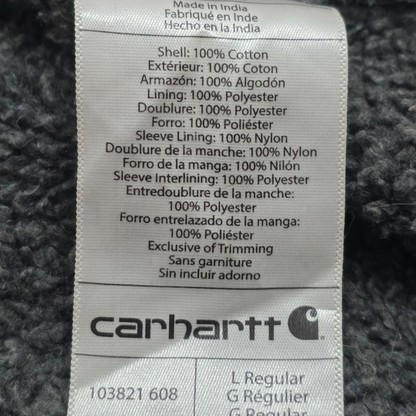 Made in India
Fabriqué en Inde
Hecho en la India
Shell: 100% Cotton
Extérieur: 100% Coton
Armazón: 100% Algodón
Lining: 100% Polyester
Doublure: 100% Polyester
Forro: 100% Poliéster
Sleeve Lining: 100% Nylon
Doublure de la manche: 100% Nylon
Forro de la manga: 100% Nilón
Sleeve Interlining: 100% Polyester
Entredoublure de la manche:
100% Polyester
Forro entrelazado de la manga:
100% Poliéster
Exclusive of Trimming
Sans garniture
Sin incluir adorno
carhartt
103821 608
L Regular
G Régulier
G Regular